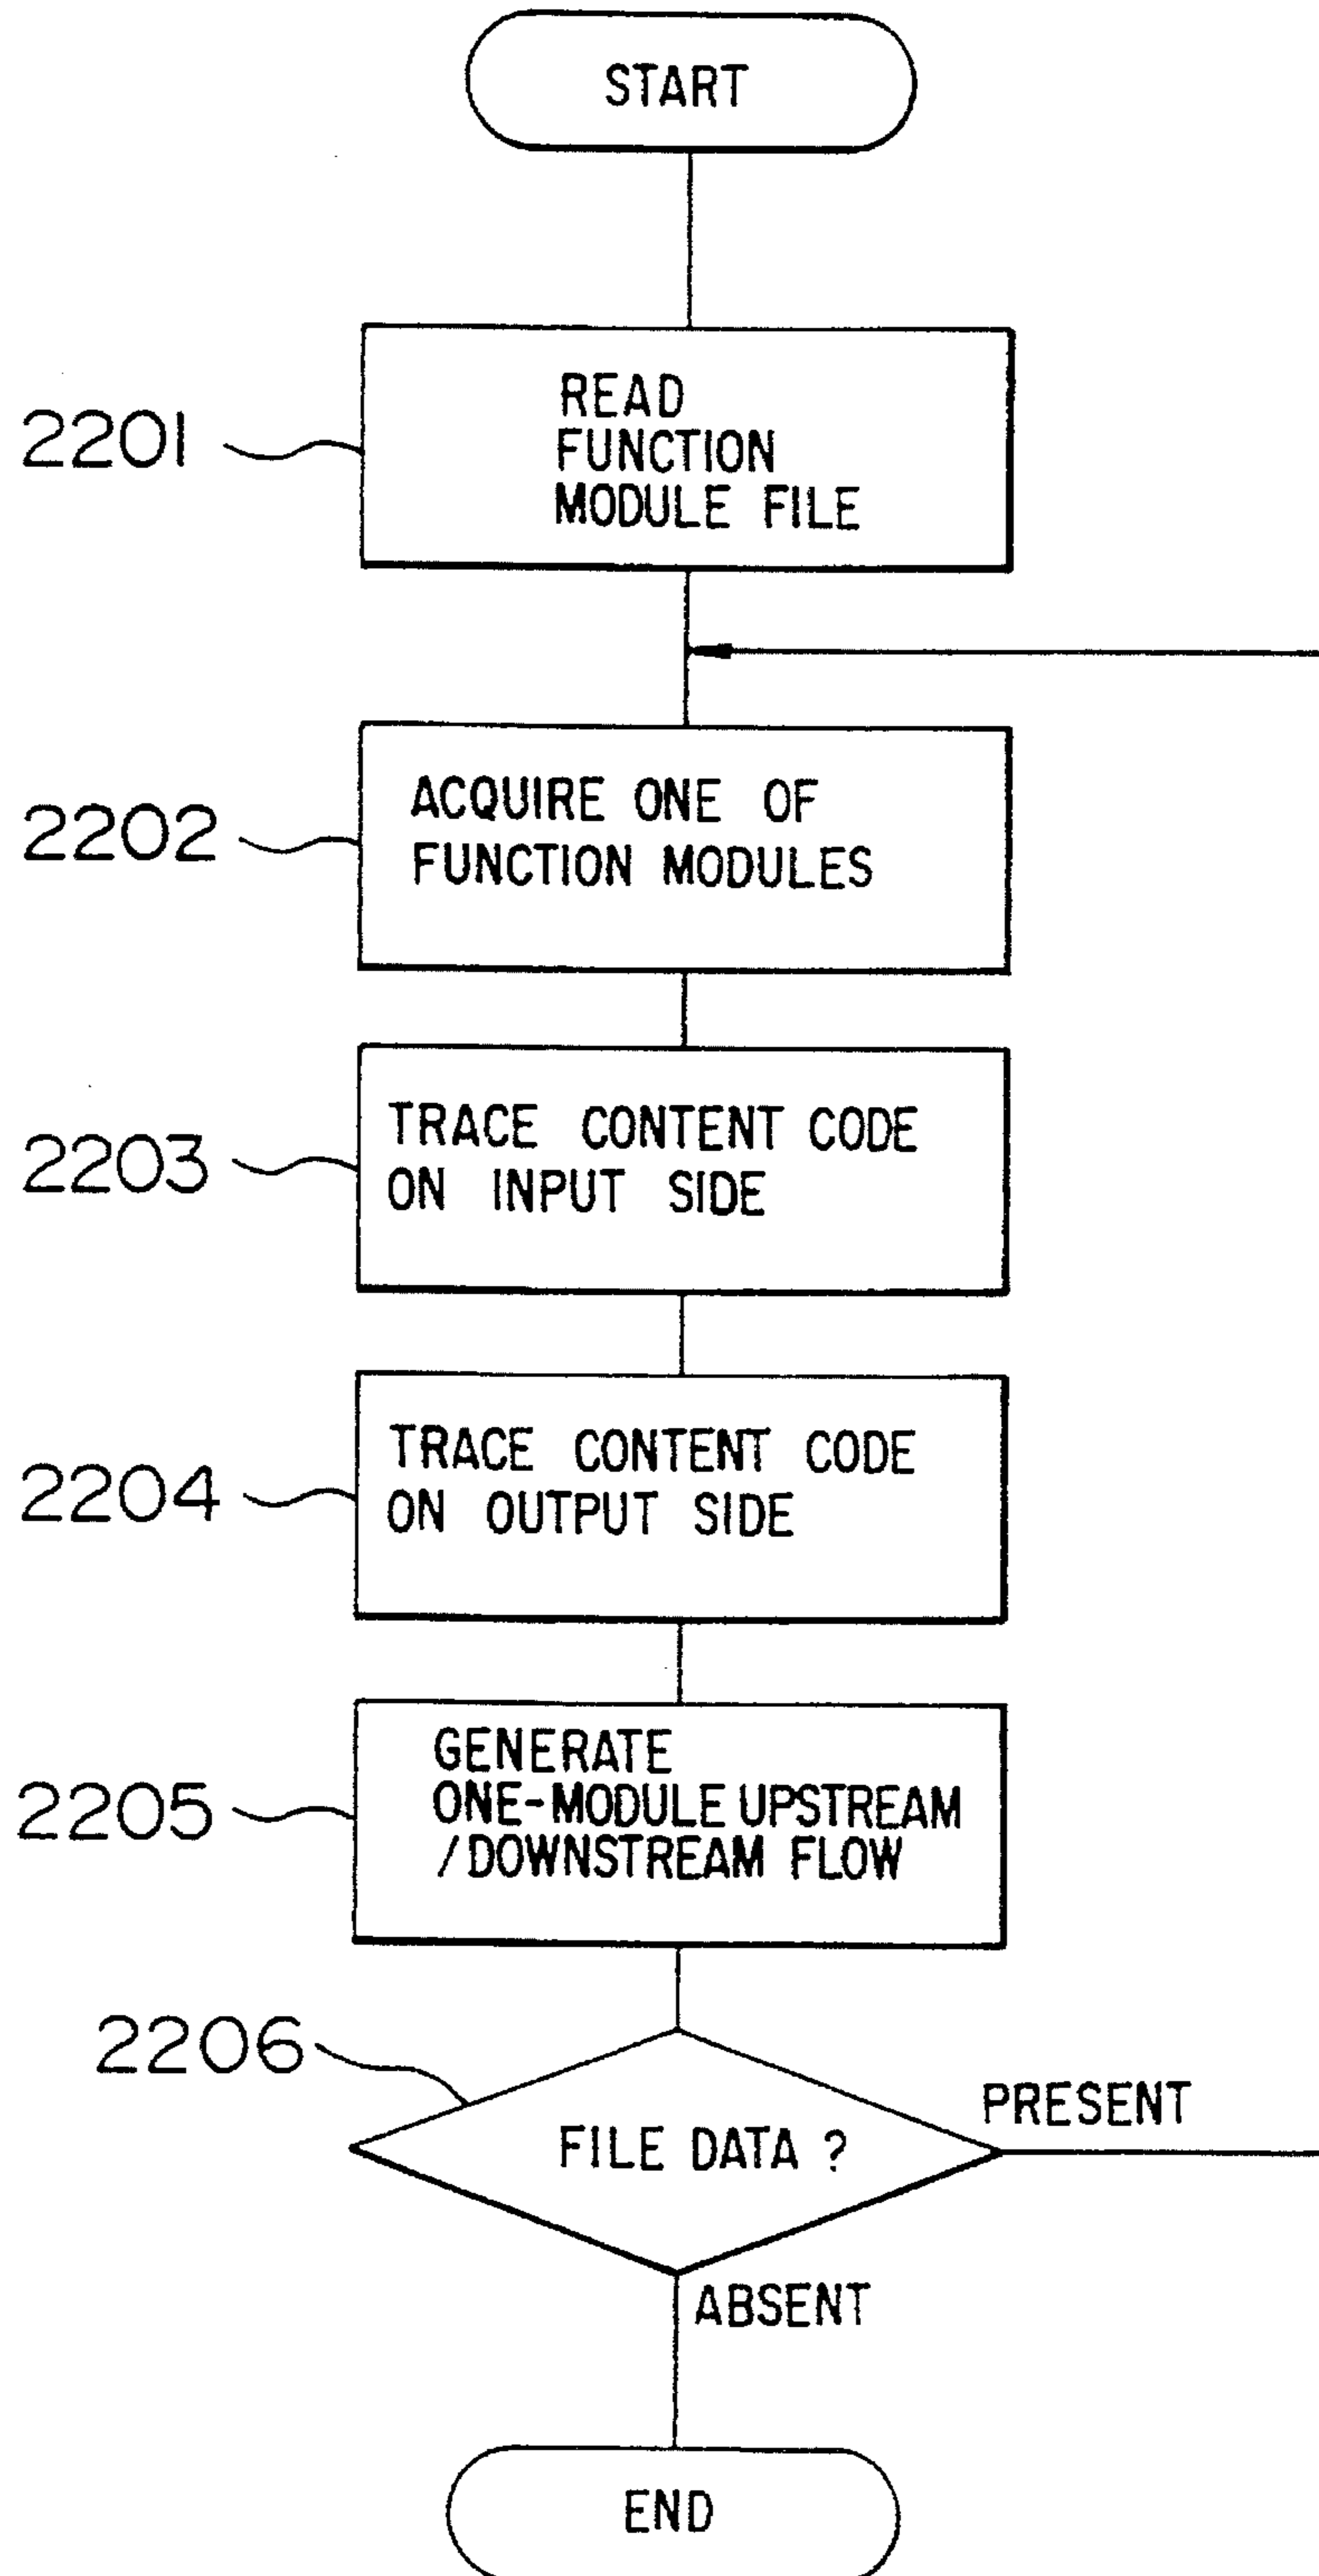 START
2201
READ
FUNCTION
MODULE FILE
2202
ACQUIRE ONE OF
FUNCTION MODULES
2203
TRACE CONTENT CODE
ON INPUT SIDE
2204
TRACE CONTENT CODE
ON OUTPUT SIDE
2205
GENERATE
ONE-MODULE UPSTREAM
/DOWNSTREAM FLOW
2206
FILE DATA ?
PRESENT
ABSENT
END